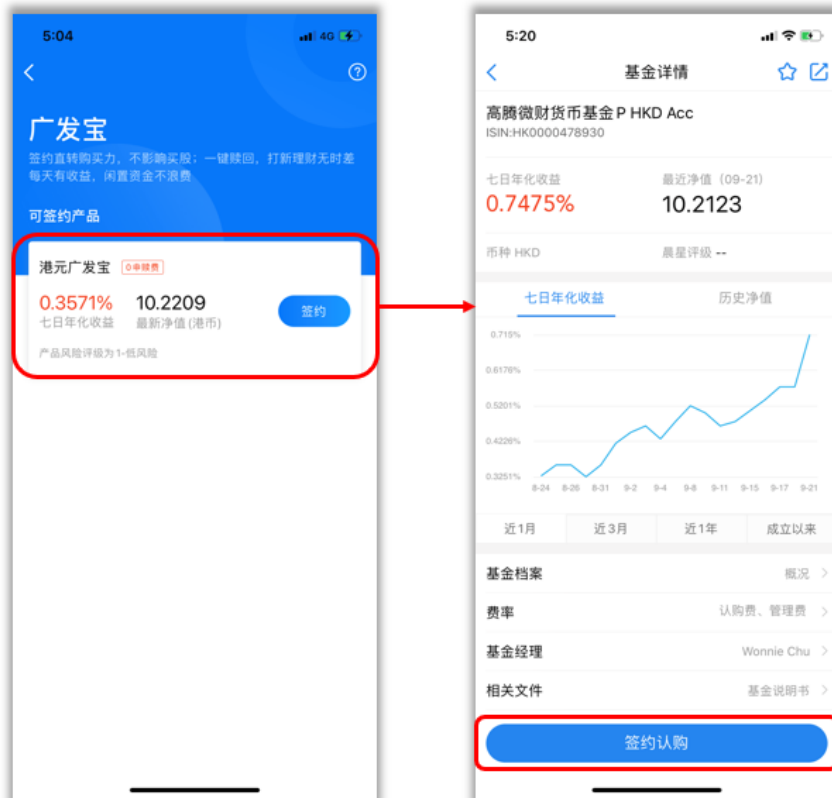 5:04
4G
广发宝
签约直转购买力，不影响买股；一键赎回，打新理财无时差
每天有收益，闲置资金不浪费
可签约产品
港元广发宝 0申赎费
0.3571% 10.2209 签约
七日年化收益 最新净值(港币)
产品风险评级为1-低风险
5:20
基金详情
高腾微财货币基金 P HKD Acc
ISIN:HK0000478930
七日年化收益 最近净值（09-21）
0.7475% 10.2123
币种 HKD 晨星评级 --
七日年化收益 历史净值
0.715%
0.6176%
0.5201%
0.4226%
0.3251%
8-24 8-26 8-31 9-2 9-4 9-8 9-11 9-15 9-17 9-21
近1月 近3月 近1年 成立以来
基金档案 概况
费率 认购费、管理费
基金经理 Wonnie Chu
相关文件 基金说明书
签约认购